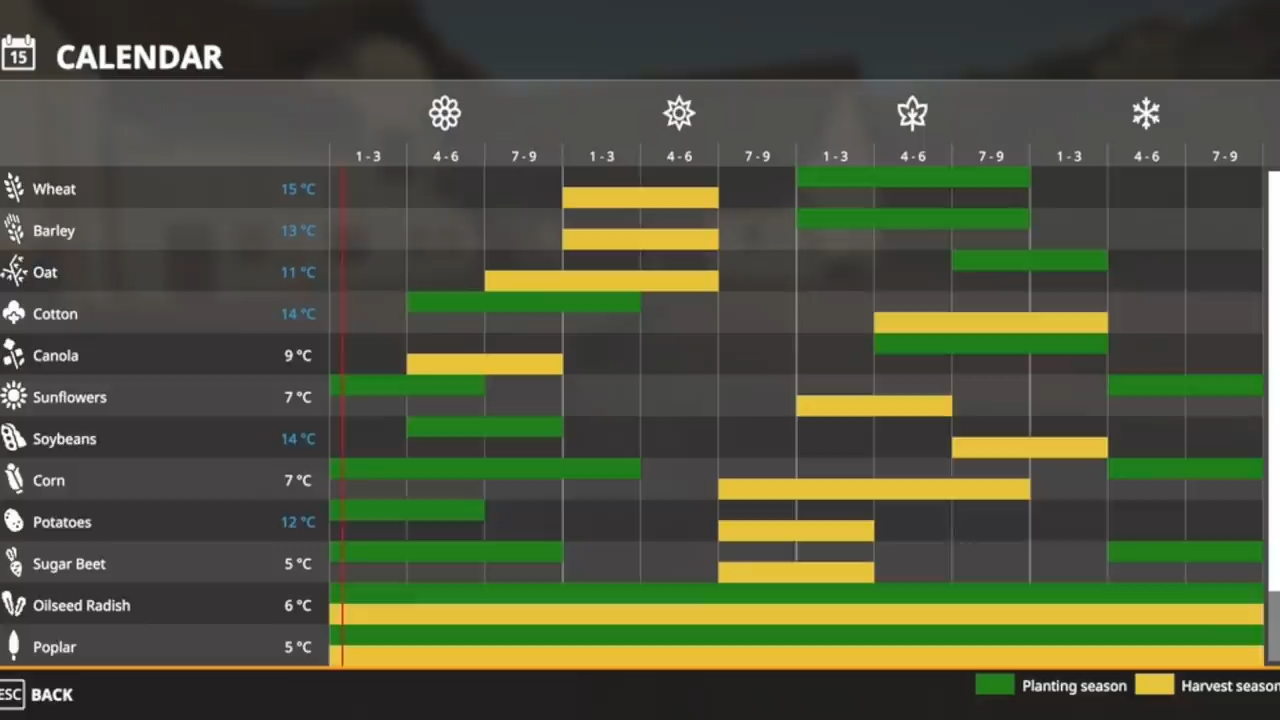 15 CALENDAR
1-3 4-6 7-9 1-3 4-6 7-9 1-3 4-6 7-9 1-3 4-6 7-9
Wheat 15 °C
Barley 13 °C
Oat 11 °C
Cotton 14 °C
Canola 9 °C
Sunflowers 7 °C
Soybeans 14 °C
Corn 7 °C
Potatoes 12 °C
Sugar Beet 5 °C
Oilseed Radish 6 °C
Poplar 5 °C
ESC BACK Planting season Harvest season